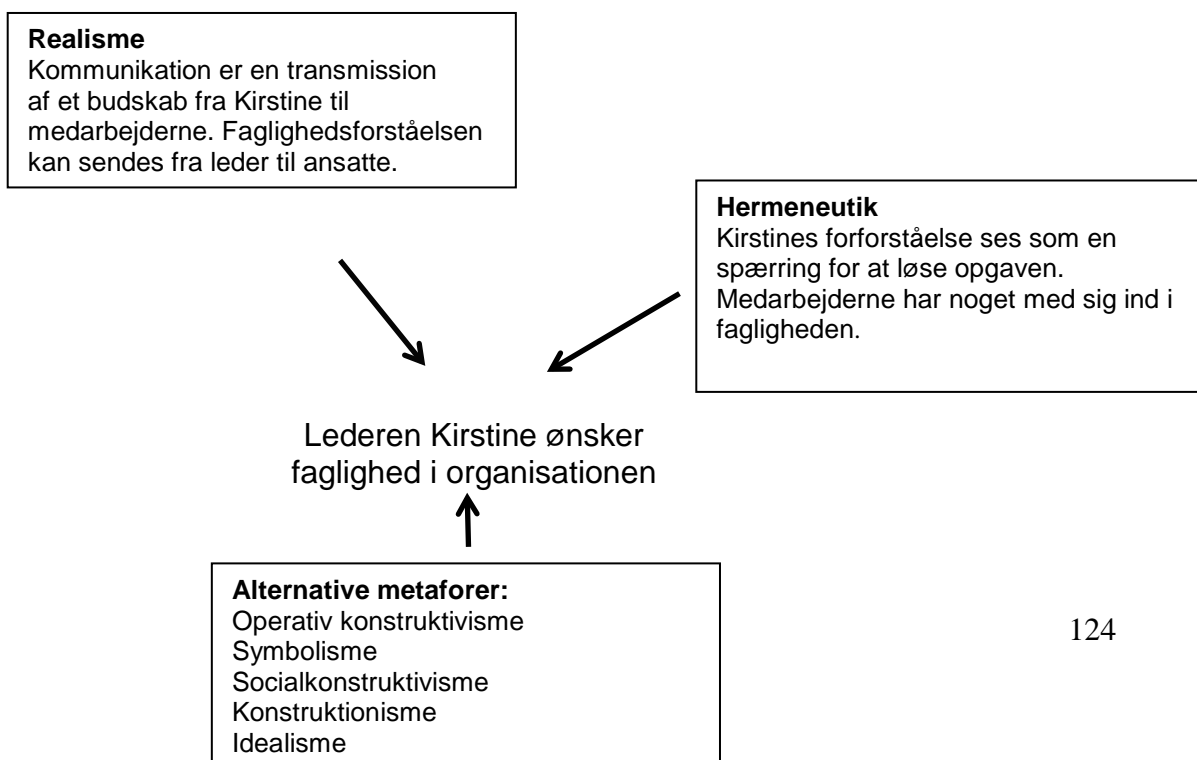 Realisme
Kommunikation er en transmission
af et budskab fra Kirstine til
medarbejderne. Faglighedsforståelsen
kan sendes fra leder til ansatte.
Hermeneutik
Kirstines forforståelse ses som en
spærring for at løse opgaven.
Medarbejderne har noget med sig ind i
fagligheden.
Lederen Kirstine ønsker
faglighed i organisationen
Alternative metaforer:
Operativ konstruktivisme
Symbolisme
Socialkonstruktivisme
Konstruktionisme
Idealisme
124